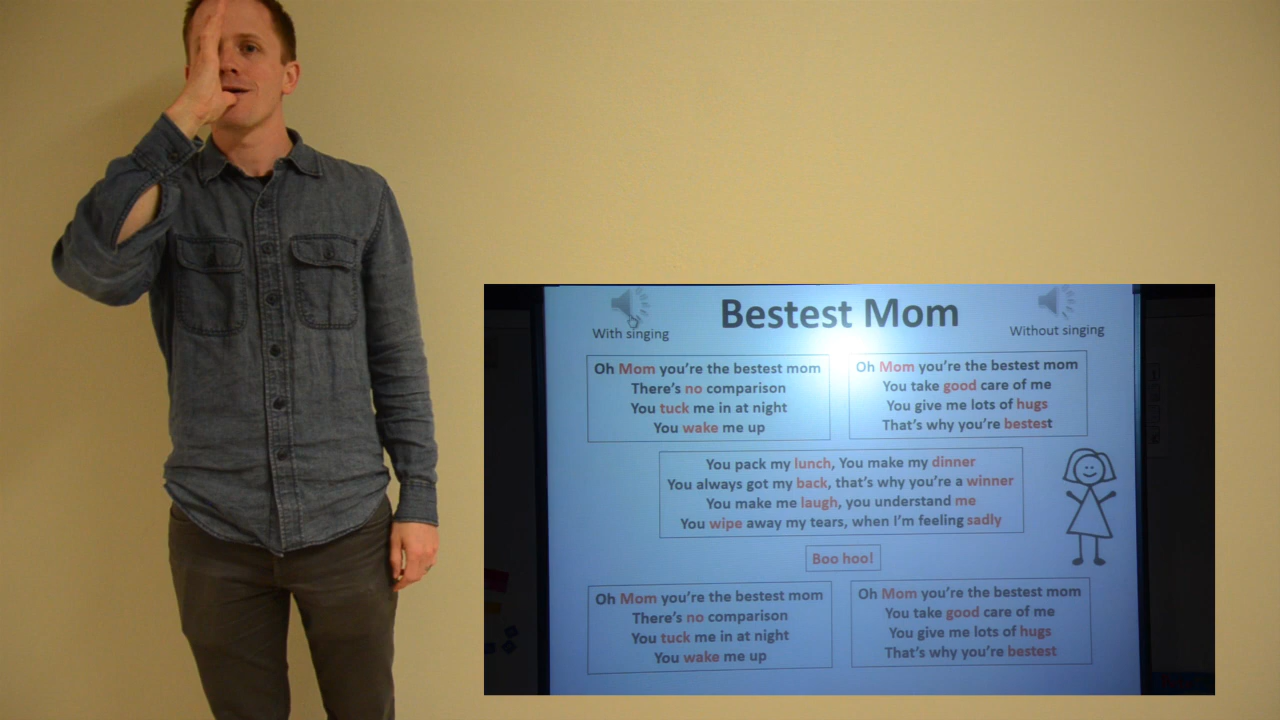 Bestest Mom
With singing
Without singing
Oh Mom you're the bestest mom
There's no comparison
You tuck me in at night
You wake me up
Oh Mom you're the bestest mom
You take good care of me
You give me lots of hugs
That's why you're bestest
You pack my lunch, You make my dinner
You always got my back, that's why you're a winner
You make me laugh, you understand me
You wipe away my tears, when I'm feeling sadly
Boo hoo!
Oh Mom you're the bestest mom
There's no comparison
You tuck me in at night
You wake me up
Oh Mom you're the bestest mom
You take good care of me
You give me lots of hugs
That's why you're bestest